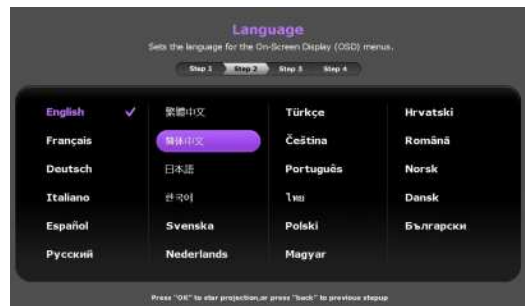 Language
Sets the language for the On-Screen Display (OSD) menus.
Step 1 Step 2 Step 3 Step 4
English 繁體中文 Türkçe Hrvatski
Français 简体中文 Čeština Română
Deutsch 日本語 Português Norsk
Italiano 한국어 ไทย Dansk
Español Svenska Polski Български
Русский Nederlands Magyar
Press "OK" to star projection,or press "back" to previous stepup